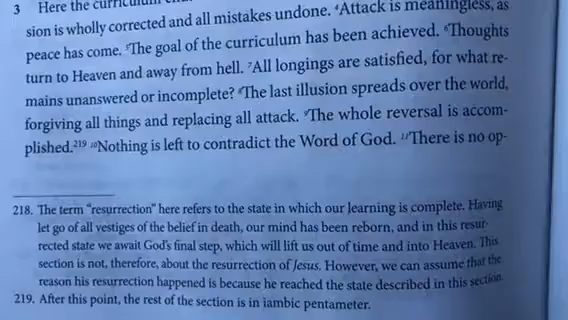 3 Here the curriculum
sion is wholly corrected and all mistakes undone. ⁴Attack is meaningless, as
peace has come. ⁵The goal of the curriculum has been achieved. ⁶Thoughts
turn to Heaven and away from hell. ⁷All longings are satisfied, for what re-
mains unanswered or incomplete? ⁸The last illusion spreads over the world,
forgiving all things and replacing all attack. ⁹The whole reversal is accom-
plished.²¹⁹ ¹⁰Nothing is left to contradict the Word of God. ¹¹There is no op-
218. The term “resurrection” here refers to the state in which our learning is complete. Having
let go of all vestiges of the belief in death, our mind has been reborn, and in this resur-
rected state we await God’s final step, which will lift us out of time and into Heaven. This
section is not, therefore, about the resurrection of Jesus. However, we can assume that the
reason his resurrection happened is because he reached the state described in this section.
219. After this point, the rest of the section is in iambic pentameter.